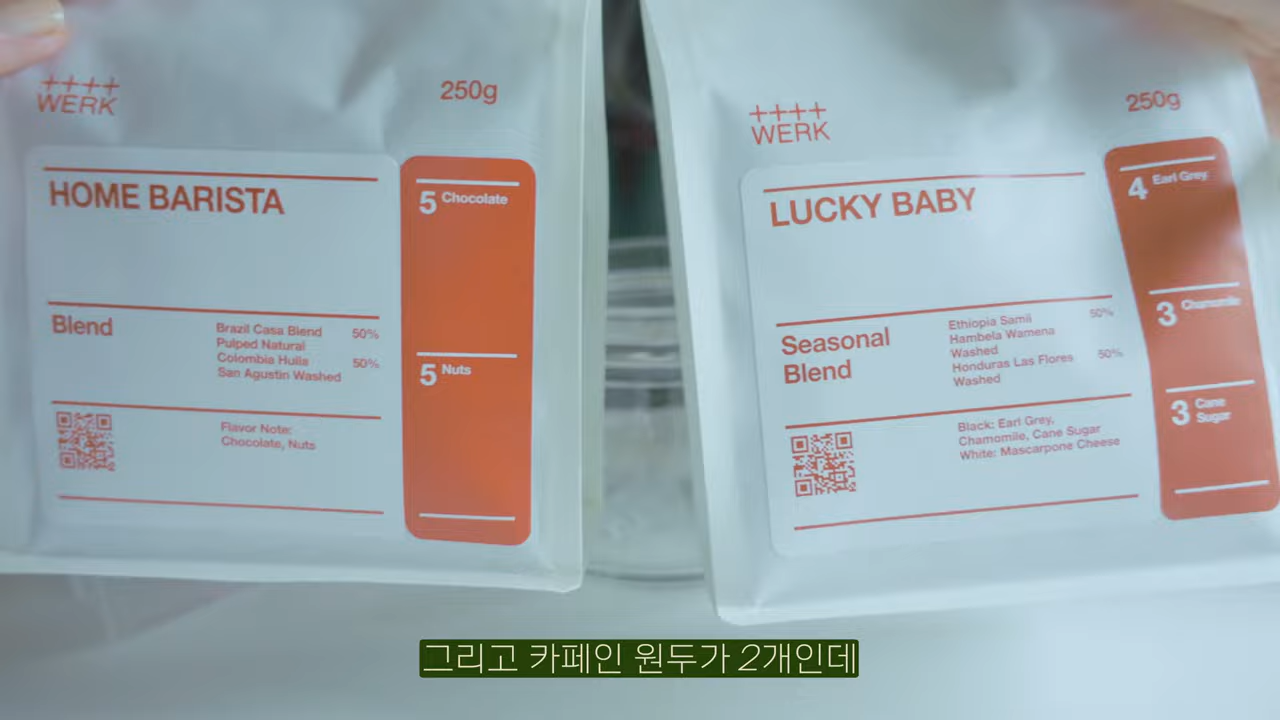 ++++
WERK
250g
HOME BARISTA
5 Chocolate
Blend
Brazil Casa Blend 50%
Pulped Natural
Colombia Huila 50%
San Agustin Washed
5 Nuts
Flavor Note:
Chocolate, Nuts
++++
WERK
250g
LUCKY BABY
4 Earl Grey
Seasonal
Blend
Ethiopia Samii 50%
Hambela Wamena
Washed
Honduras Las Flores 50%
Washed
3 Chamomile
3 Cane
Sugar
Black: Earl Grey,
Chamomile, Cane Sugar
White: Mascarpone Cheese
그리고 카페인 원두가 2개인데